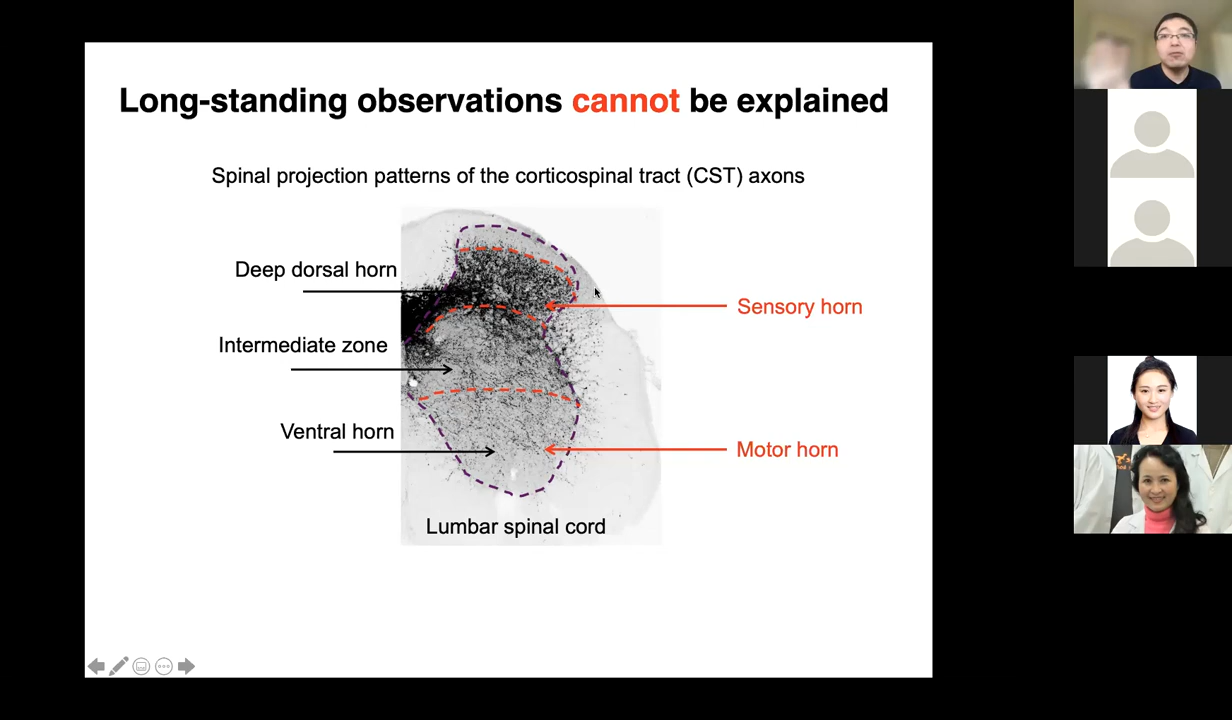 Long-standing observations cannot be explained
Spinal projection patterns of the corticospinal tract (CST) axons
Deep dorsal horn
Sensory horn
Intermediate zone
Ventral horn
Motor horn
Lumbar spinal cord